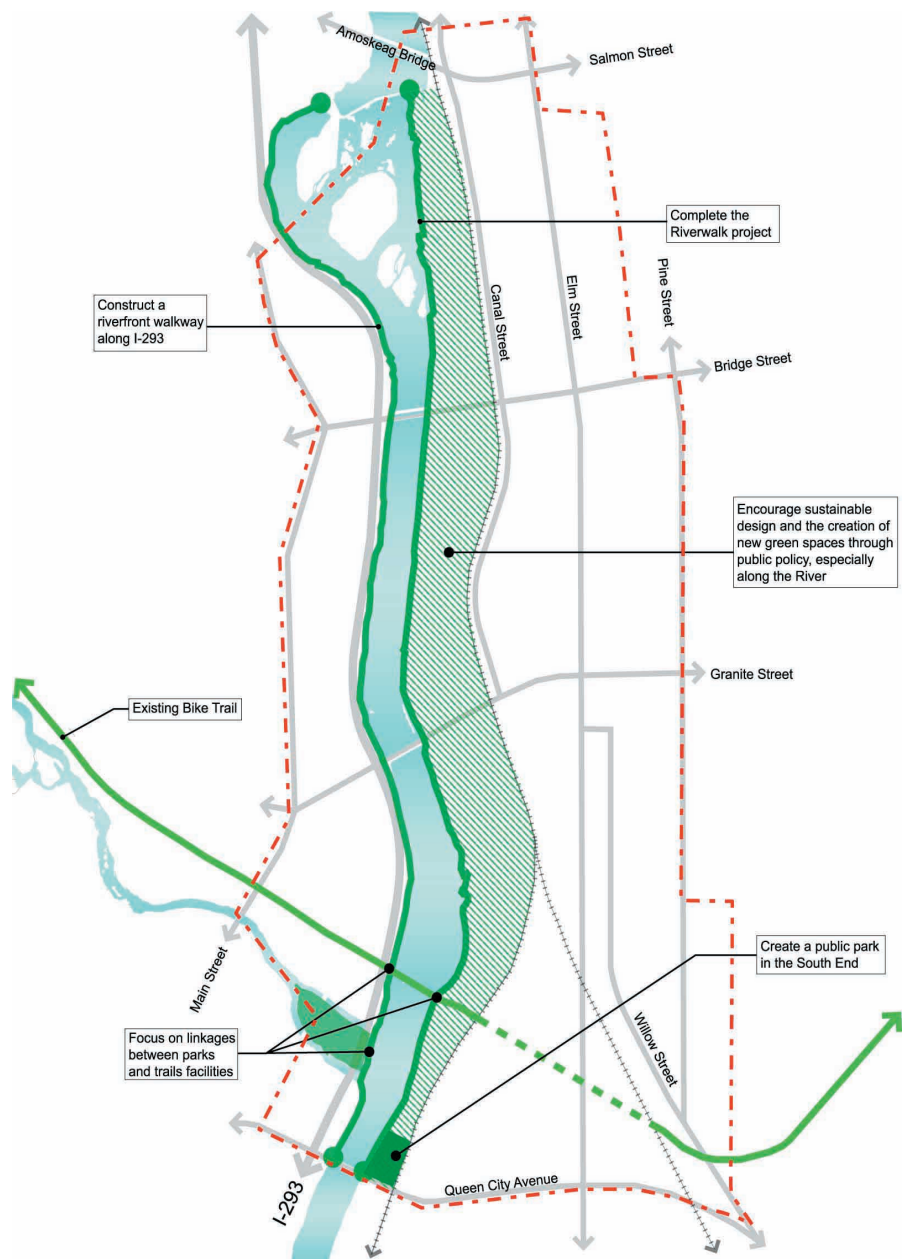 Amoskeag Bridge
Salmon Street
Complete the
Riverwalk project
Canal Street
Elm Street
Pine Street
Construct a
riverfront walkway
along I-293
Bridge Street
Encourage sustainable
design and the creation of
new green spaces through
public policy, especially
along the River
Granite Street
Existing Bike Trail
Main Street
Create a public park
in the South End
Focus on linkages
between parks
and trails facilities
Willow Street
Queen City Avenue
I-293